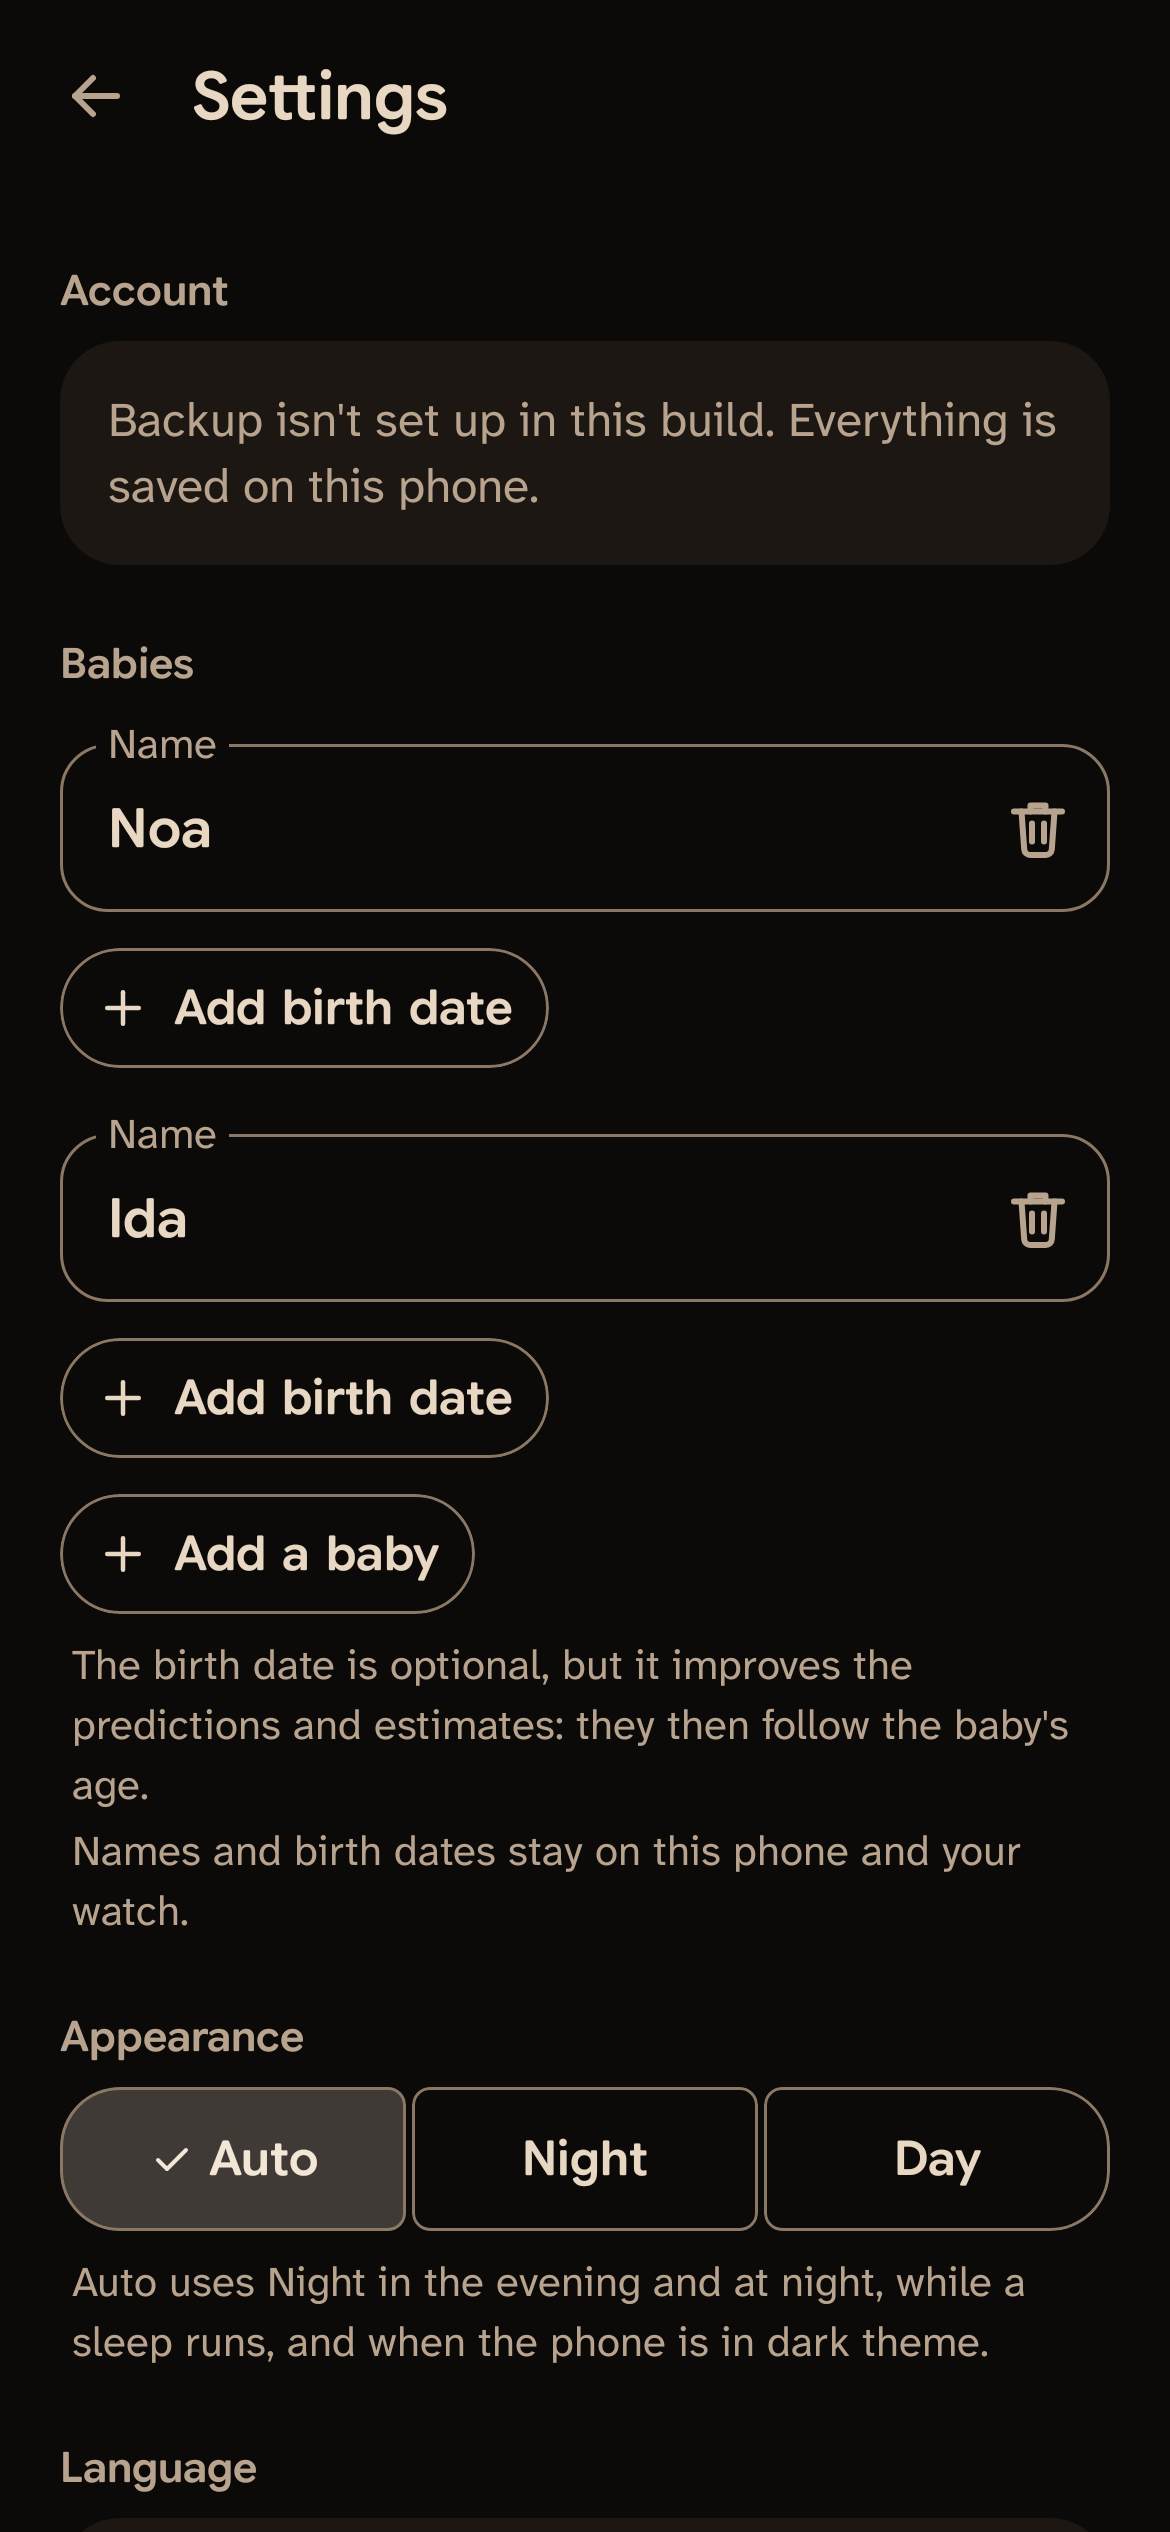 Settings
Account
Backup isn't set up in this build. Everything is
saved on this phone.
Babies
Name
Noa
Add birth date
Name
Ida
Add birth date
Add a baby
The birth date is optional, but it improves the
predictions and estimates: they then follow the baby's
age.
Names and birth dates stay on this phone and your
watch.
Appearance
Auto
Night
Day
Auto uses Night in the evening and at night, while a
sleep runs, and when the phone is in dark theme.
Language